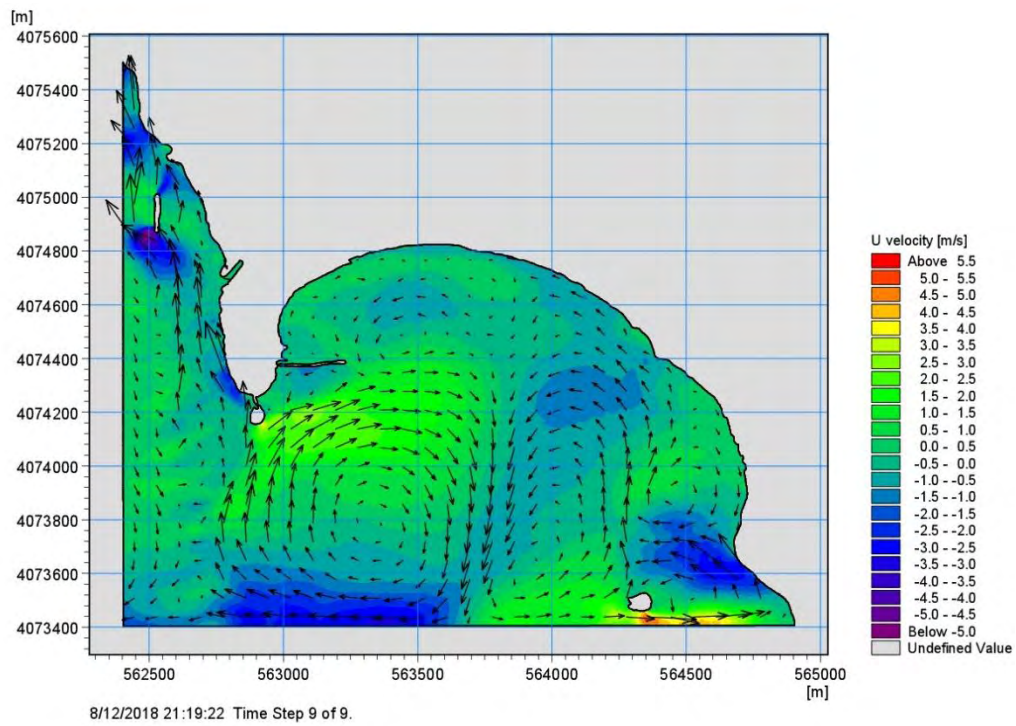 [m]
4075600
4075400
4075200
4075000
4074800
4074600
4074400
4074200
4074000
4073800
4073600
4073400
562500 563000 563500 564000 564500 565000
[m]
U velocity [m/s]
Above 5.5
5.0 - 5.5
4.5 - 5.0
4.0 - 4.5
3.5 - 4.0
3.0 - 3.5
2.5 - 3.0
2.0 - 2.5
1.5 - 2.0
1.0 - 1.5
0.5 - 1.0
0.0 - 0.5
-0.5 - 0.0
-1.0 - -0.5
-1.5 - -1.0
-2.0 - -1.5
-2.5 - -2.0
-3.0 - -2.5
-3.5 - -3.0
-4.0 - -3.5
-4.5 - -4.0
-5.0 - -4.5
Below -5.0
Undefined Value
8/12/2018 21:19:22 Time Step 9 of 9.